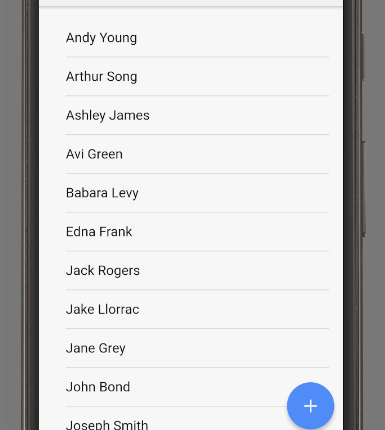 Andy Young
Arthur Song
Ashley James
Avi Green
Babara Levy
Edna Frank
Jack Rogers
Jake Llorrac
Jane Grey
John Bond
Joseph Smith